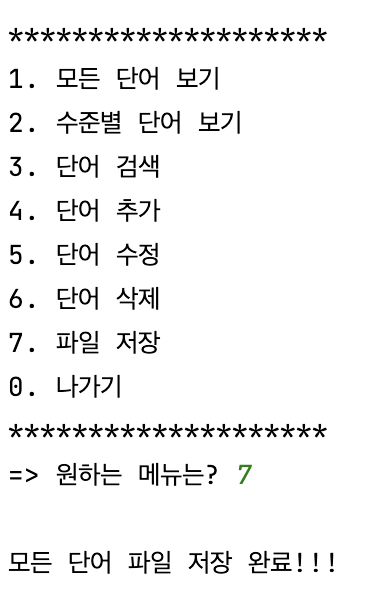 ********************
1. 모든 단어 보기
2. 수준별 단어 보기
3. 단어 검색
4. 단어 추가
5. 단어 수정
6. 단어 삭제
7. 파일 저장
0. 나가기
********************
=> 원하는 메뉴는? 7
모든 단어 파일 저장 완료!!!